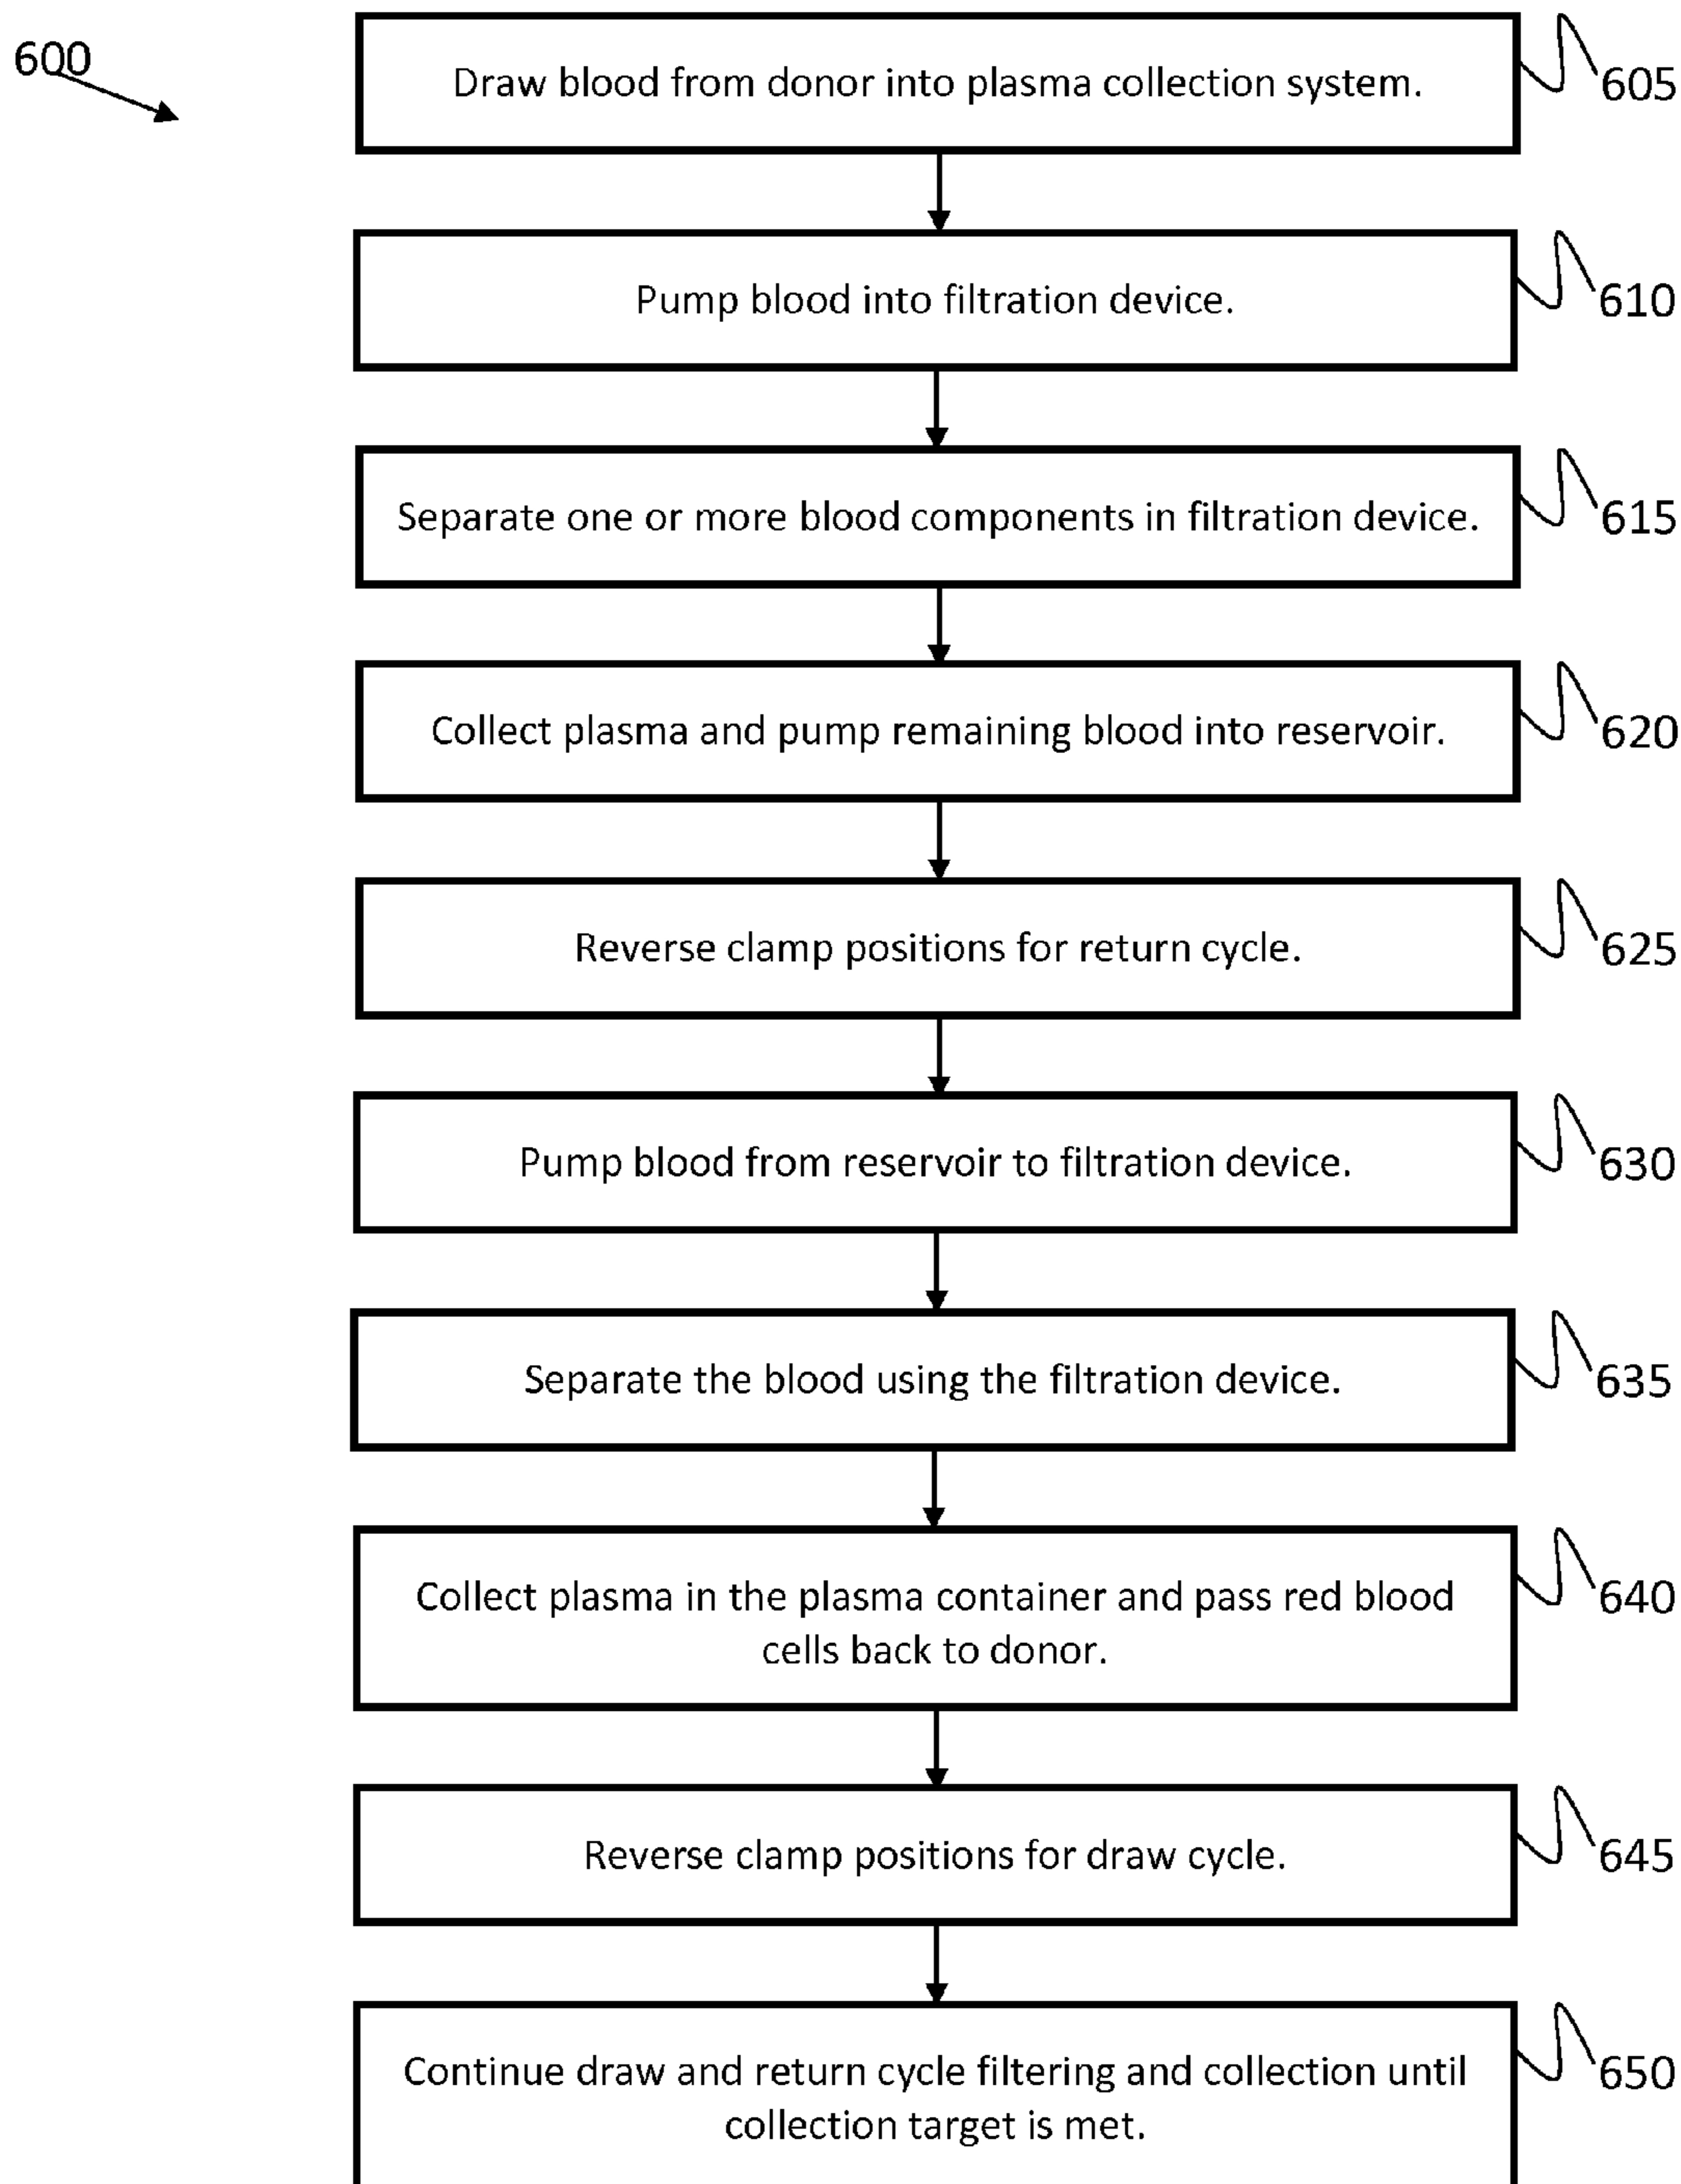 600
Draw blood from donor into plasma collection system.
605
Pump blood into filtration device.
610
Separate one or more blood components in filtration device.
615
Collect plasma and pump remaining blood into reservoir.
620
Reverse clamp positions for return cycle.
625
Pump blood from reservoir to filtration device.
630
Separate the blood using the filtration device.
635
Collect plasma in the plasma container and pass red blood
cells back to donor.
640
Reverse clamp positions for draw cycle.
645
Continue draw and return cycle filtering and collection until
collection target is met.
650